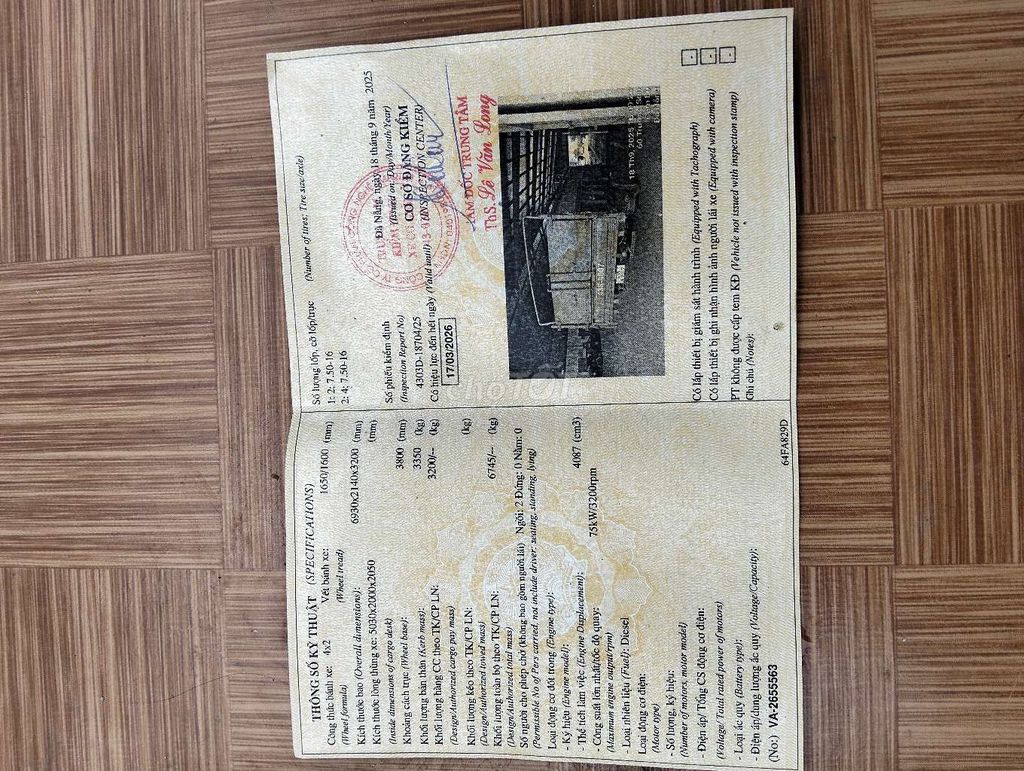 THÔNG SỐ KỸ THUẬT (SPECIFICATIONS)
Công thức bánh xe: 4x2 Vết bánh xe: 1650/1600 (mm)
(Wheel formula) (Wheel tread)
Kích thước bao (Overall dimensions): 6930x2140x3200 (mm)
Kích thước lòng thùng xe: 5030x2000x2050 (mm)
(Inside dimensions of cargo desk)
Khoảng cách trục (Wheel base): 3800 (mm)
Khối lượng bản thân (Kerb mass): 3350 (kg)
Khối lượng hàng CC theo TK/CP LN: 3200/-- (kg)
(Design/Authorized cargo pay mass)
Khối lượng kéo theo TK/CP LN: (kg)
(Design/Authorized towed mass)
Khối lượng toàn bộ theo TK/CP LN: 6745/-- (kg)
(Design/Authorized total mass)
Số người cho phép chở (không bao gồm người lái) Ngồi: 2 Đứng: 0 Nằm: 0
(Permissible No of Pers carried, not include driver: seating, standing, lying)
Loại động cơ đốt trong (Engine type):
- Ký hiệu (Engine model):
- Thể tích làm việc (Engine Displacement): 4087 (cm3)
- Công suất lớn nhất/tốc độ quay: 75kW/3200rpm
(Maximum engine output/rpm)
- Loại nhiên liệu (Fuel): Diesel
Loại động cơ điện:
(Motor type)
- Số lượng, ký hiệu:
(Number of motors, motor model)
- Điện áp/ Tổng CS động cơ điện:
(Voltage/ Total rated power of motors)
- Loại ắc quy (Battery type):
- Điện áp/dung lượng ắc quy (Voltage/Capacity):
(No:) YA-2655563
64FA829D
Số lượng lốp, cỡ lốp/trục (Number of tires; Tire size/axle)
1: 2; 7.50-16
2: 4; 7.50-16
Số phiếu kiểm định
(Inspection Report No)
4303D-18704/25
Có hiệu lực đến hết ngày (Valid until)
17/03/2026
Đà Nẵng, ngày 18 tháng 9 năm 2025
(Issued on: Day/Month/Year)
CƠ SỞ ĐĂNG KIỂM
(INSPECTION CENTER)
GIÁM ĐỐC TRUNG TÂM
ThS. Lê Văn Long
Có lắp thiết bị giám sát hành trình (Equipped with Tachograph)
Có lắp thiết bị ghi nhận hình ảnh người lái xe (Equipped with camera)
PT không được cấp tem KĐ (Vehicle not issued with inspection stamp)
Ghi chú (Notes):